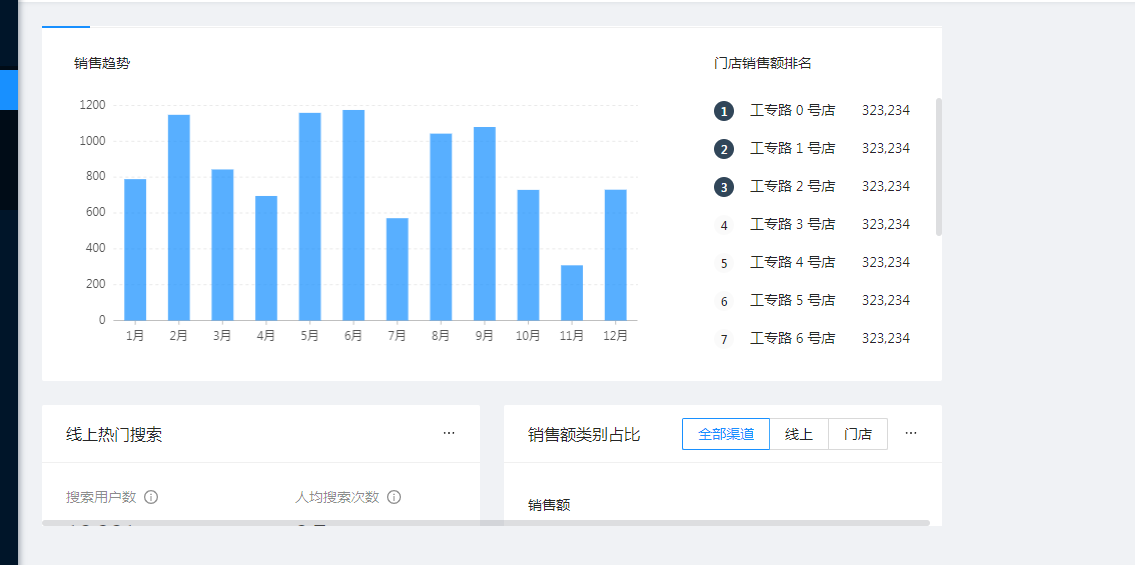 销售趋势
1200
1000
800
600
400
200
0
1月 2月 3月 4月 5月 6月 7月 8月 9月 10月 11月 12月
门店销售额排名
1 工专路 0 号店 323,234
2 工专路 1 号店 323,234
3 工专路 2 号店 323,234
4 工专路 3 号店 323,234
5 工专路 4 号店 323,234
6 工专路 5 号店 323,234
7 工专路 6 号店 323,234
线上热门搜索 ···
搜索用户数 人均搜索次数
销售额类别占比 全部渠道 线上 门店 ···
销售额